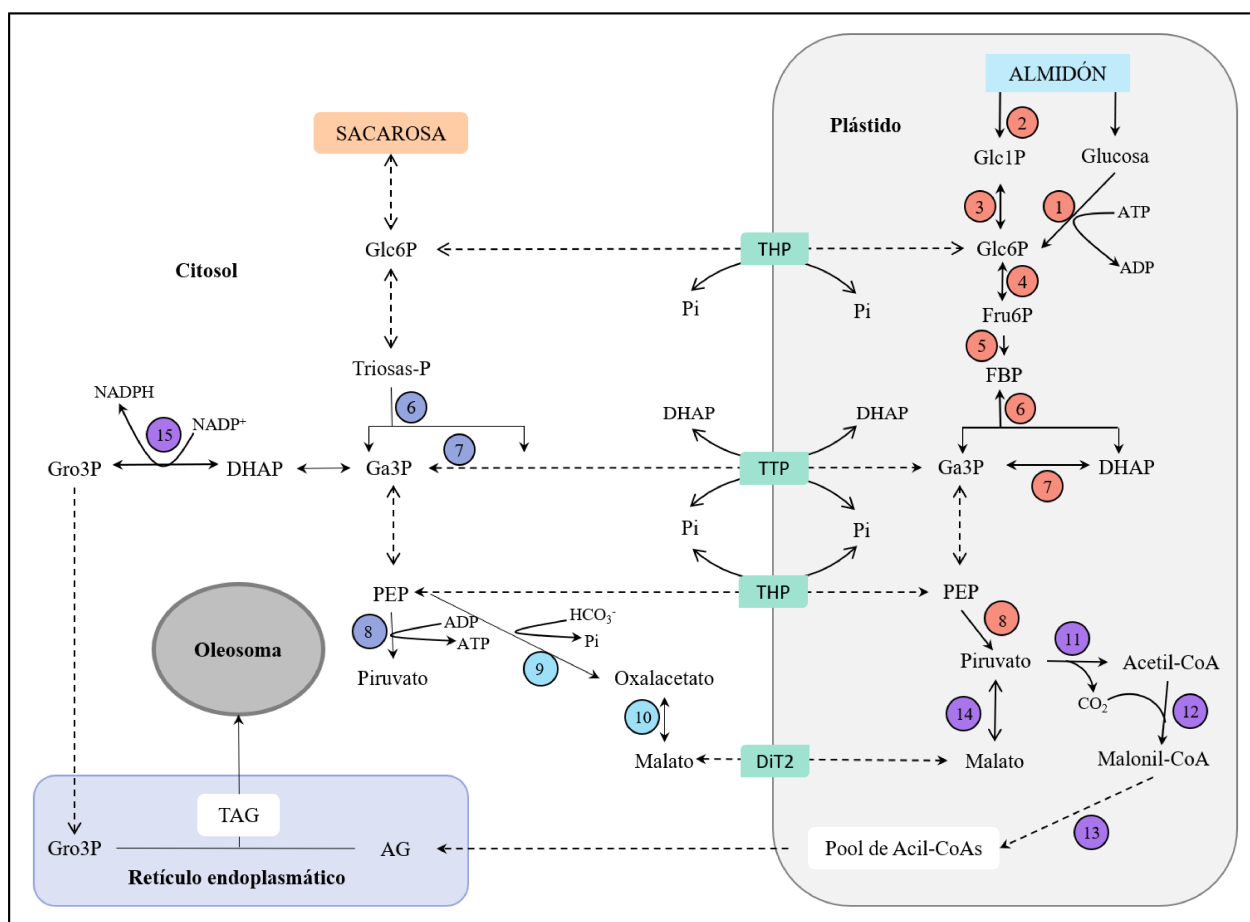 ALMIDÓN
Plástido
2
SACAROSA
Glc1P
Glucosa
3
1
ATP
Glc6P
THP
Glc6P
Citosol
ADP
4
Pi
Pi
Fru6P
5
Triosas-P
FBP
NADPH
6
6
NADP⁺
DHAP
DHAP
15
7
Gro3P
DHAP
Ga3P
TTP
Ga3P
DHAP
7
Pi
Pi
PEP
THP
PEP
HCO₃⁻
8
ADP
8
11
ATP
Pi
Oleosoma
Piruvato
Acetil-CoA
Piruvato
9
Oxalacetato
CO₂
12
10
14
Malato
DiT2
Malato
Malonil-CoA
TAG
13
Gro3P
AG
Pool de Acil-CoAs
Retículo endoplasmático